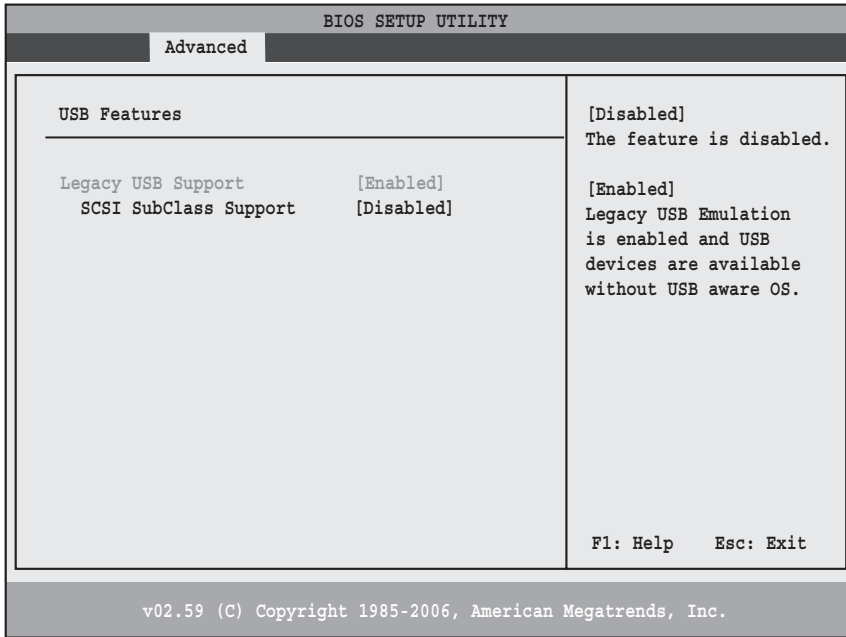 BIOS SETUP UTILITY
Advanced
USB Features
Legacy USB Support [Enabled]
SCSI SubClass Support [Disabled]
[Disabled]
The feature is disabled.
[Enabled]
Legacy USB Emulation
is enabled and USB
devices are available
without USB aware OS.
F1: Help Esc: Exit
v02.59 (C) Copyright 1985-2006, American Megatrends, Inc.